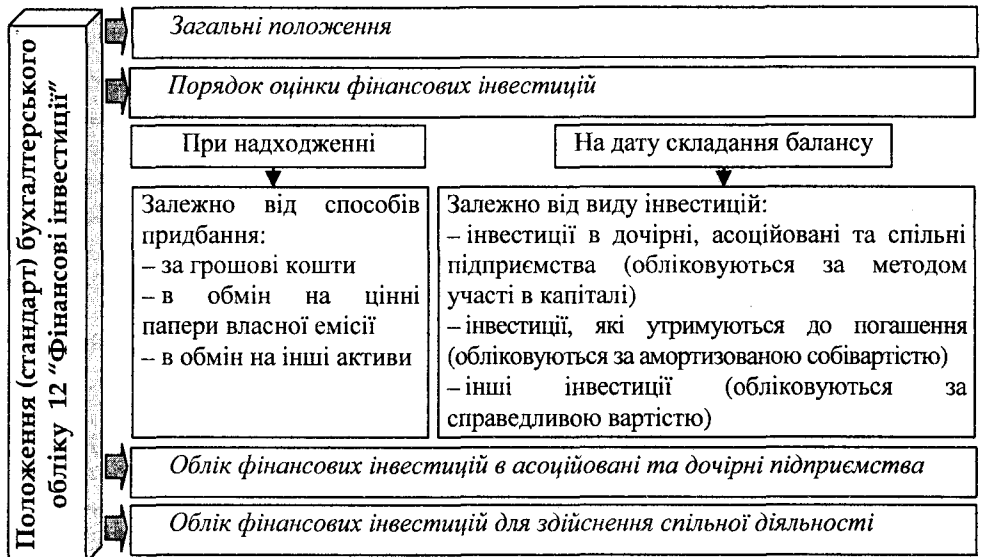 Положення (стандарт) бухгалтерського
обліку 12 "Фінансові інвестиції"
Загальні положення
Порядок оцінки фінансових інвестицій
При надходженні
Залежно від способів
придбання:
– за грошові кошти
– в обмін на цінні
папери власної емісії
– в обмін на інші активи
На дату складання балансу
Залежно від виду інвестицій:
– інвестиції в дочірні, асоційовані та спільні
підприємства (обліковуються за методом
участі в капіталі)
–інвестиції, які утримуються до погашення
(обліковуються за амортизованою собівартістю)
–інші інвестиції (обліковуються за
справедливою вартістю)
Облік фінансових інвестицій в асоційовані та дочірні підприємства
Облік фінансових інвестицій для здійснення спільної діяльності